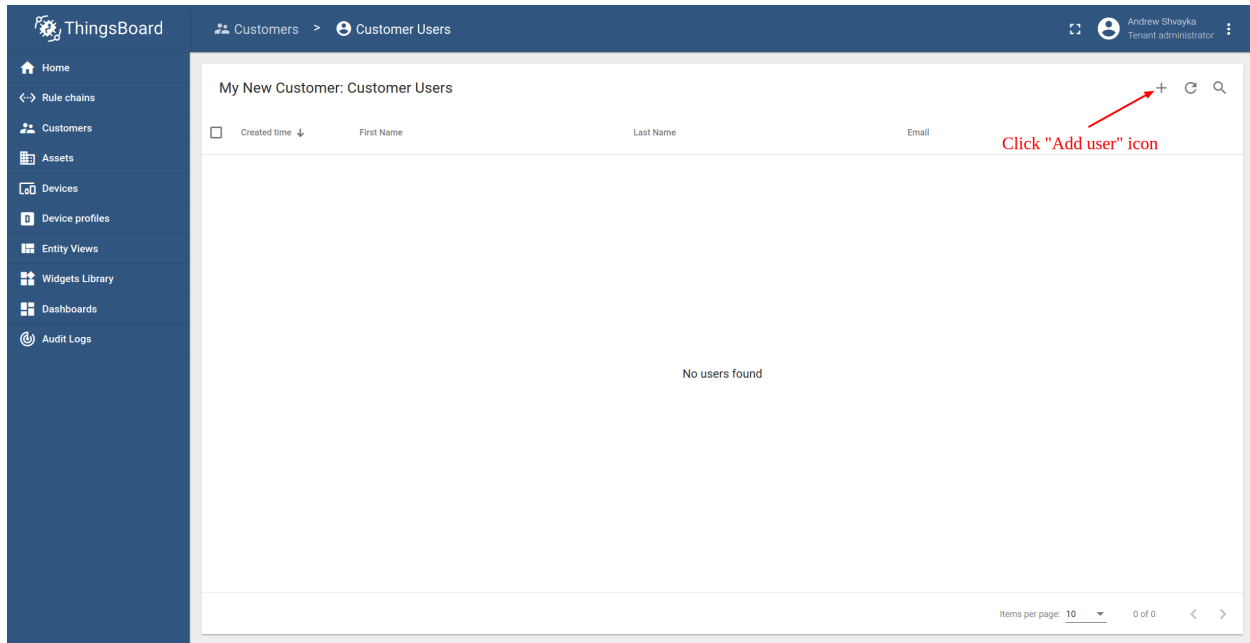 ThingsBoard
Customers > Customer Users
Andrew Shvayka
Tenant administrator
Home
Rule chains
Customers
Assets
Devices
Device profiles
Entity Views
Widgets Library
Dashboards
Audit Logs
My New Customer: Customer Users
Created time First Name Last Name Email
Click "Add user" icon
No users found
Items per page: 10 0 of 0